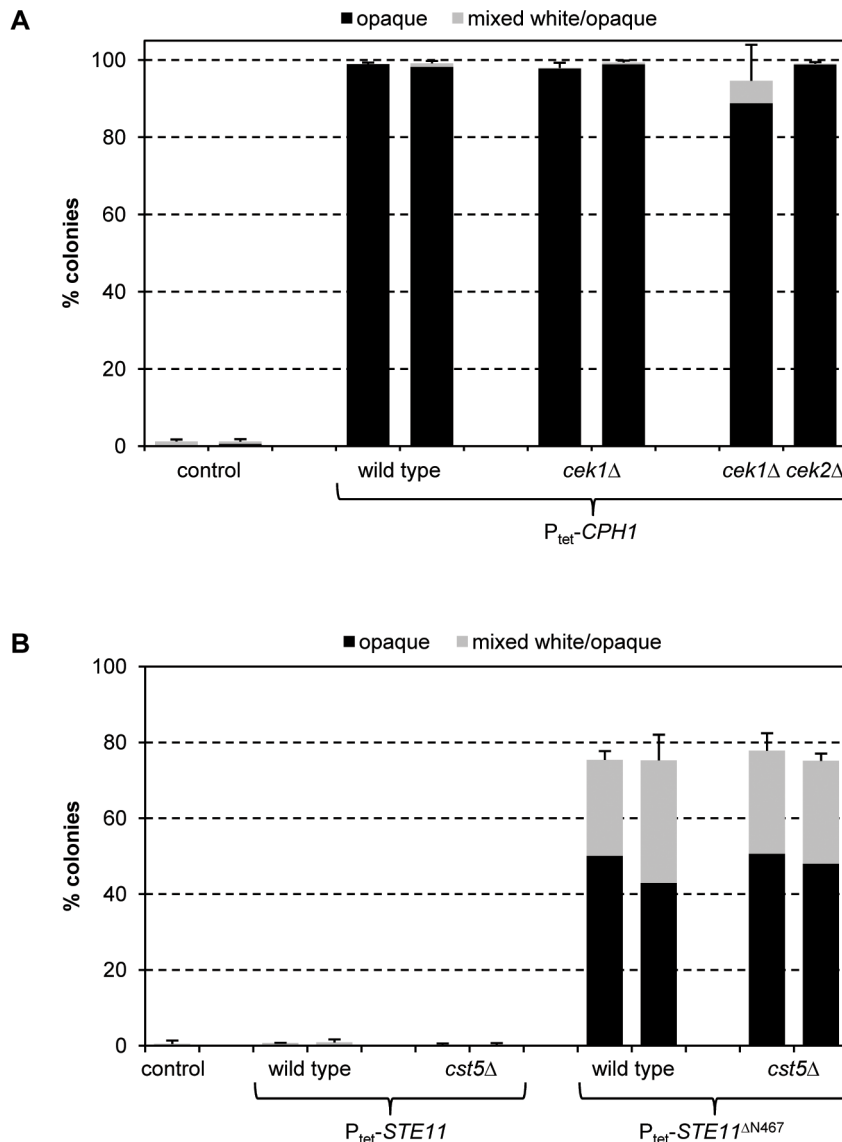 A
opaque mixed white/opaque
100
80
60
40
20
0
% colonies
control wild type cek1Δ cek1Δ cek2Δ
Ptet-CPH1
B
opaque mixed white/opaque
100
80
60
40
20
0
% colonies
control wild type cst5Δ wild type cst5Δ
Ptet-STE11 Ptet-STE11ΔN467